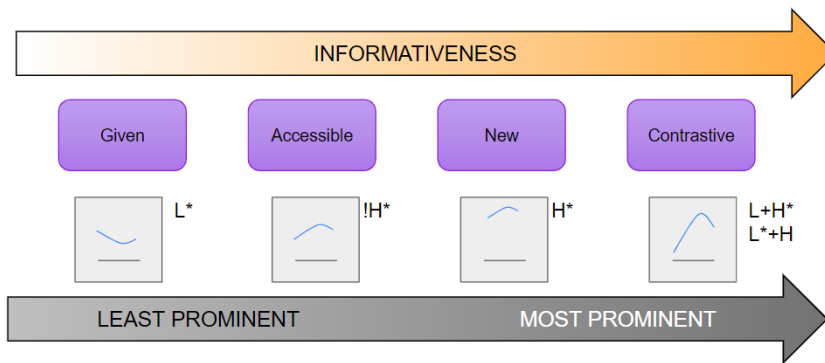 INFORMATIVENESS
Given
Accessible
New
Contrastive
L*
!H*
H*
L+H*
L*+H
LEAST PROMINENT
MOST PROMINENT